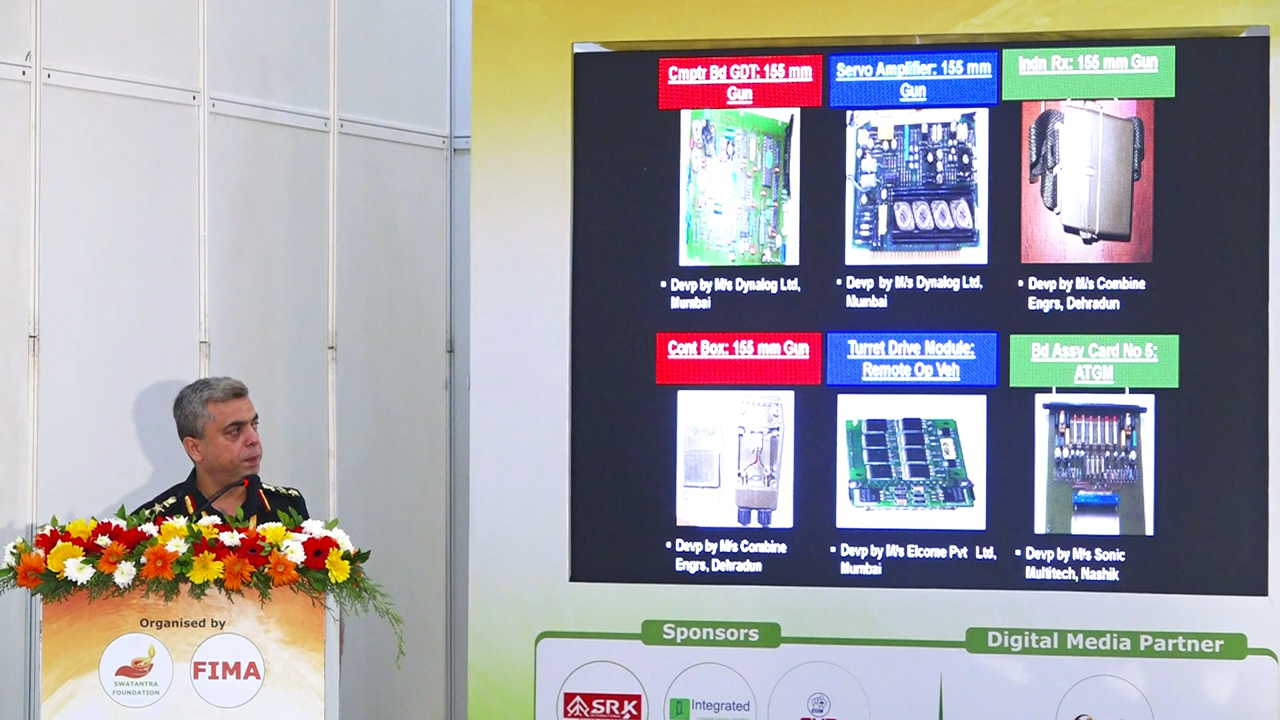 Cmptr Bd GDT: 155 mm
Gun
Servo Amplifier: 155 mm
Gun
Indn Rx: 155 mm Gun
▪ Devp by M/s Dynalog Ltd,
Mumbai
▪ Devp by M/s Dynalog Ltd,
Mumbai
▪ Devp by M/s Combine
Engrs, Dehradun
Cont Box: 155 mm Gun
Turret Drive Module:
Remote Op Veh
Bd Assy Card No 5:
ATGM
▪ Devp by M/s Combine
Engrs, Dehradun
▪ Devp by M/s Elcome Pvt Ltd,
Mumbai
▪ Devp by M/s Sonic
Multitech, Nashik
Organised by
SWATANTRA
FOUNDATION
FIMA
Sponsors
Digital Media Partner
SRK
INTERNATIONAL
Integrated